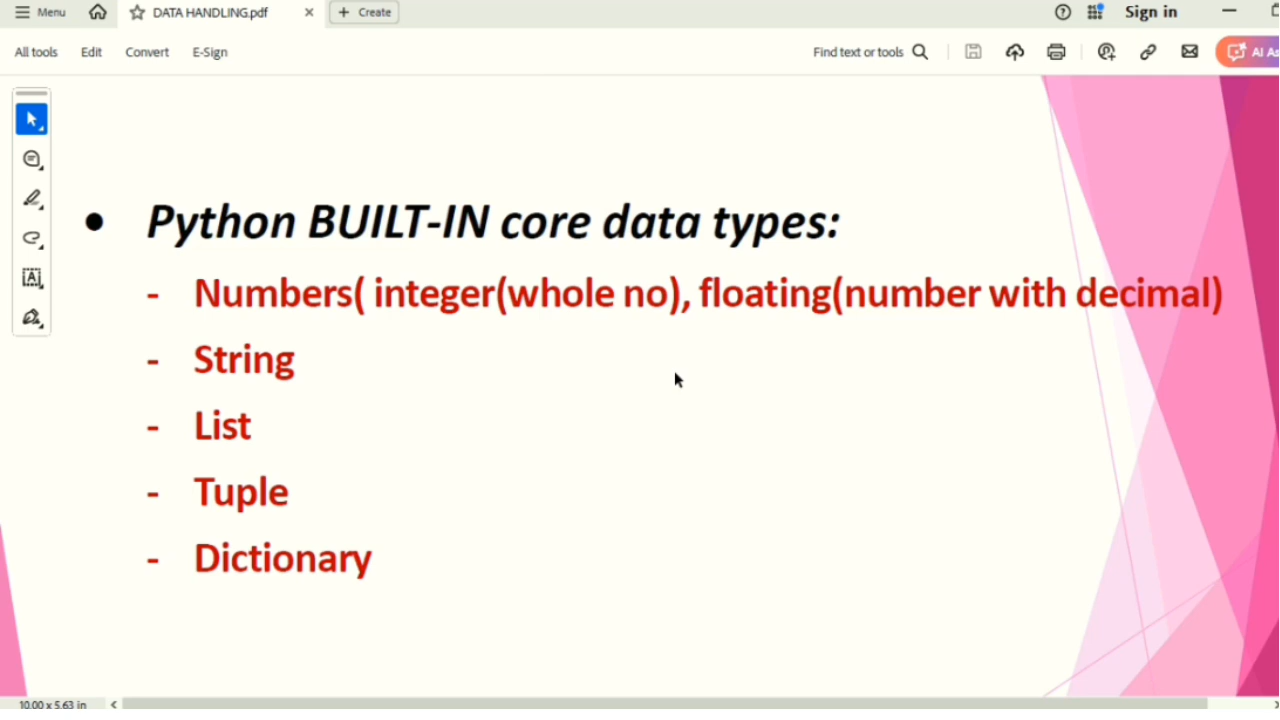 Menu
DATA HANDLING.pdf
Create
Sign in
All tools Edit Convert E-Sign
Find text or tools
• Python BUILT-IN core data types:
- Numbers( integer(whole no), floating(number with decimal)
- String
- List
- Tuple
- Dictionary
10.00 x 5.63 in